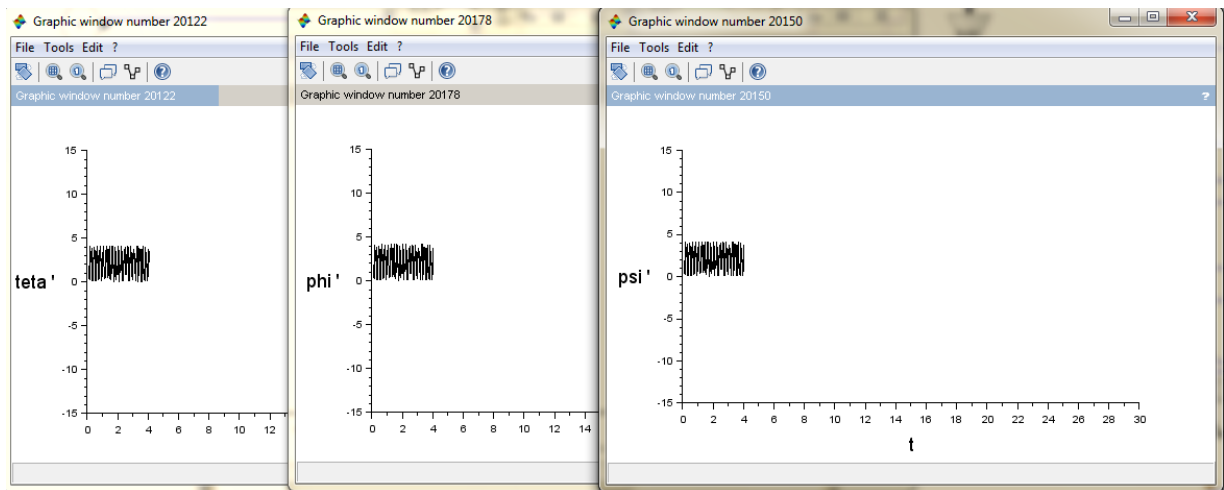 Graphic window number 20122
File Tools Edit ?
Graphic window number 20122
15
10
5
teta ' 0
-5
-10
-15
0 2 4 6 8 10 12
Graphic window number 20178
File Tools Edit ?
Graphic window number 20178
15
10
5
phi ' 0
-5
-10
-15
0 2 4 6 8 10 12 14
Graphic window number 20150
File Tools Edit ?
Graphic window number 20150 ?
15
10
5
psi ' 0
-5
-10
-15
0 2 4 6 8 10 12 14 16 18 20 22 24 26 28 30
t